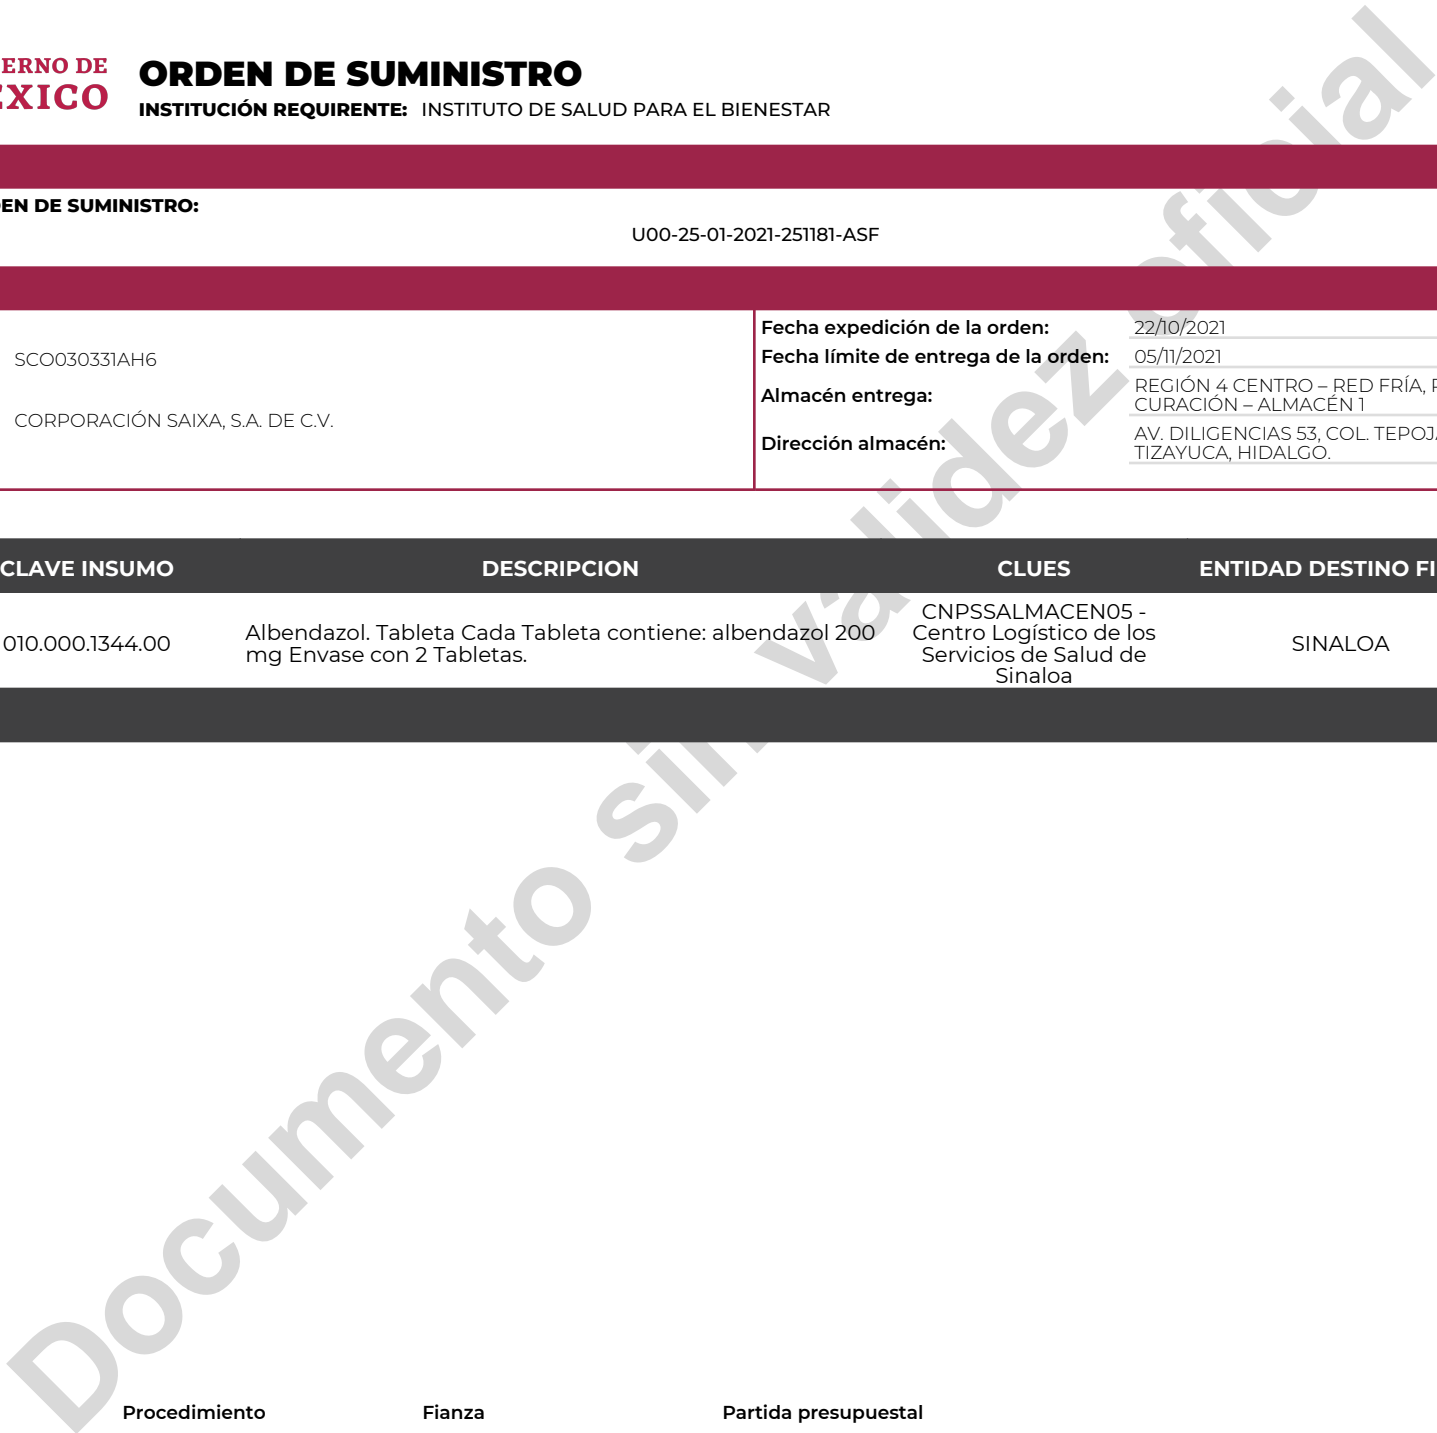 ERNO DE
ORDEN DE SUMINISTRO
INSTITUCIÓN REQUIRENTE: INSTITUTO DE SALUD PARA EL BIENESTAR
EN DE SUMINISTRO:
U00-25-01-2021-251181-ASF
SCO030331AH6
CORPORACIÓN SAIXA, S.A. DE C.V.
Fecha expedición de la orden: 22/10/2021
Fecha límite de entrega de la orden: 05/11/2021
Almacén entrega: REGIÓN 4 CENTRO – RED FRÍA,
CURACIÓN – ALMACÉN 1
Dirección almacén: AV. DILIGENCIAS 53, COL. TEPOJ
TIZAYUCA, HIDALGO.
CLAVE INSUMO DESCRIPCION CLUES ENTIDAD DESTINO FI
010.000.1344.00
Albendazol. Tableta Cada Tableta contiene: albendazol 200
mg Envase con 2 Tabletas.
CNPSSALMACEN05 -
Centro Logístico de los
Servicios de Salud de
Sinaloa
SINALOA
Documento sin validez oficial
Procedimiento Fianza Partida presupuestal